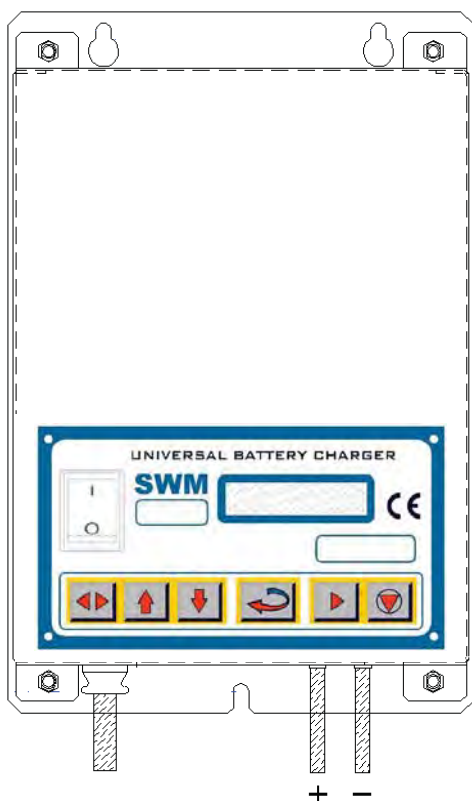 UNIVERSAL BATTERY CHARGER
SWM
CE
I
O
+ −